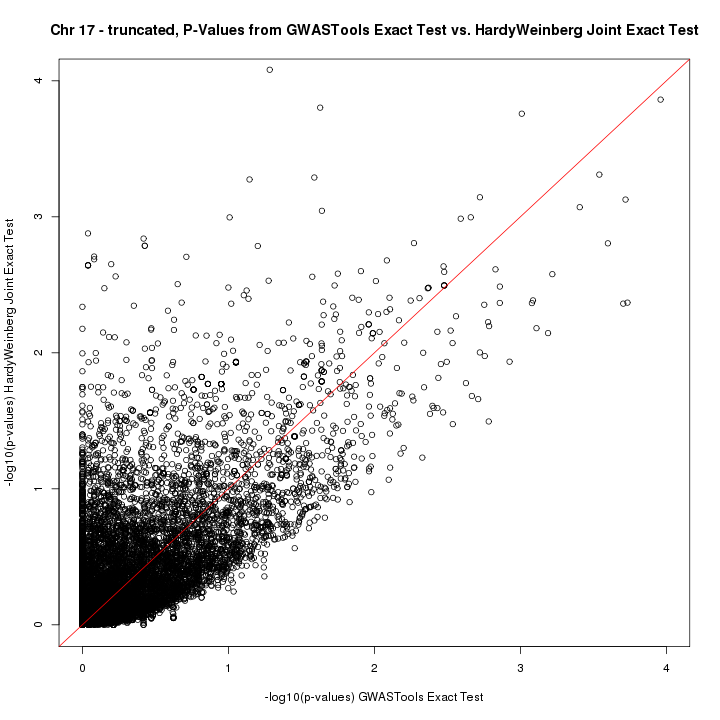 Chr 17 - truncated, P-Values from GWASTools Exact Test vs. HardyWeinberg Joint Exact Test
-log10(p-values) HardyWeinberg Joint Exact Test
4
3
2
1
0
0 1 2 3 4
-log10(p-values) GWASTools Exact Test